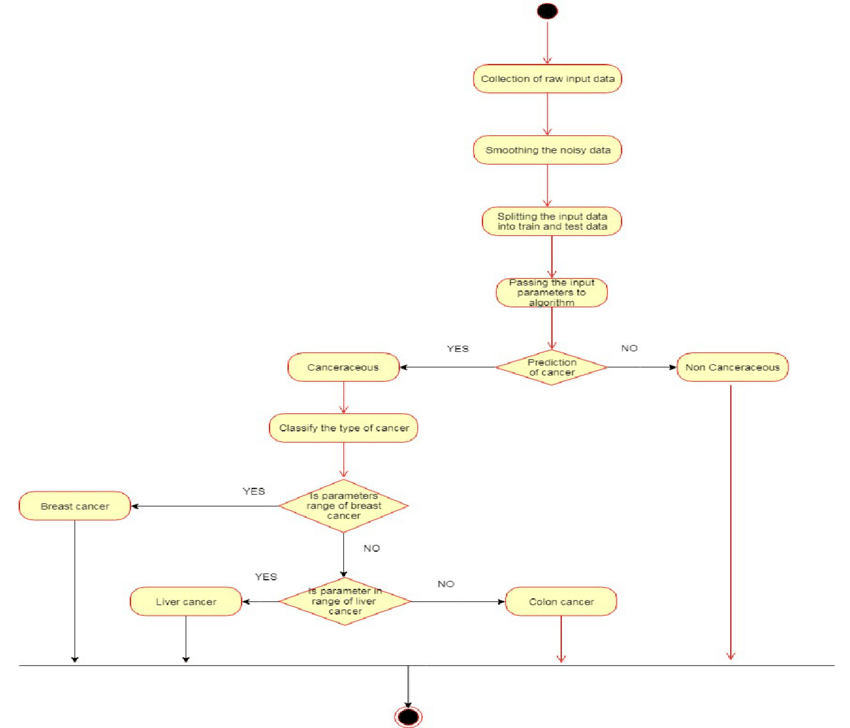 Collection of raw input data
Smoothing the noisy data
Splitting the input data
into train and test data
Passing the input
parameters to
algorithm
YES
NO
Canceraceous
Prediction
of cancer
Non Canceraceous
Classify the type of cancer
YES
Is parameters
range of breast
cancer
Breast cancer
NO
YES
Is parameter in
range of liver
cancer
NO
Liver cancer
Colon cancer